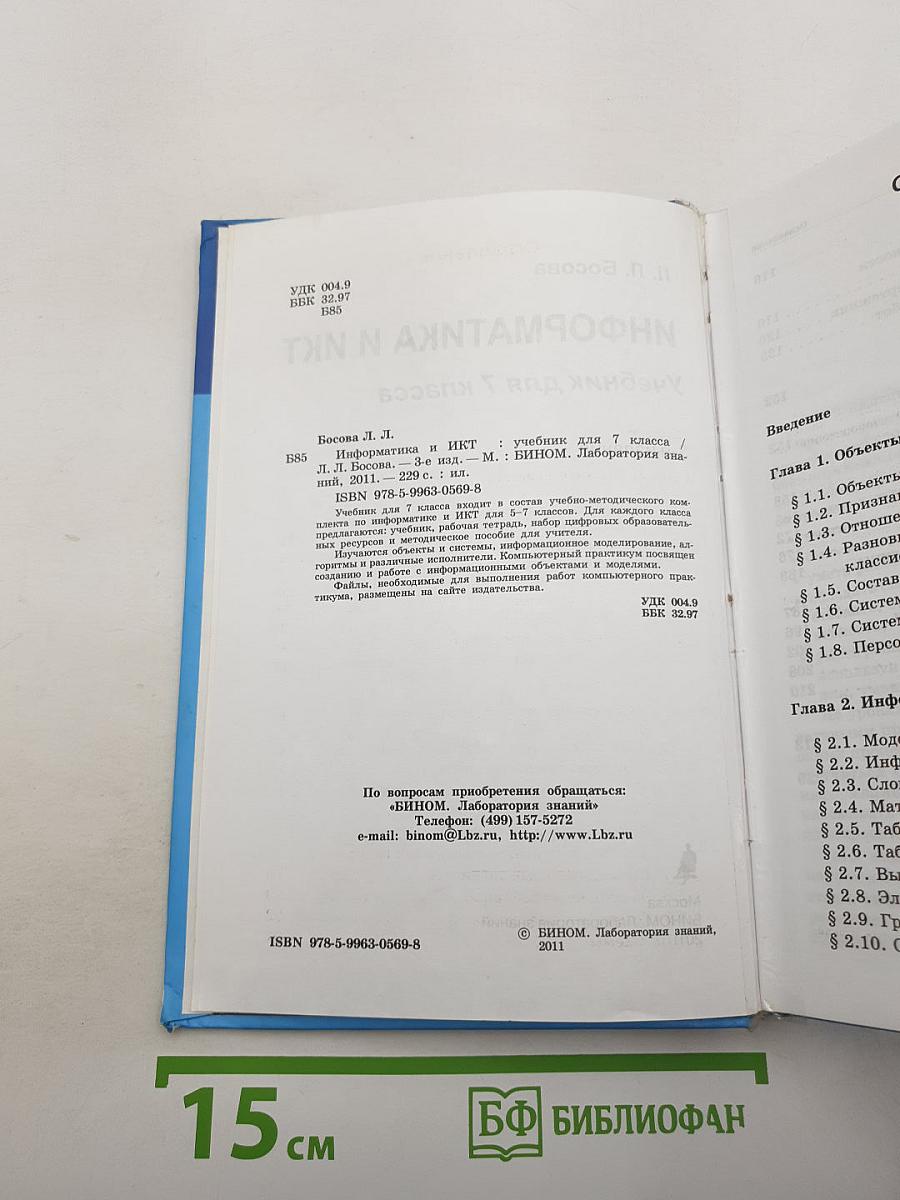 УДК 004.9
ББК 32.97
Б85
Босова Л. Л.
Б85 Информатика и ИКТ : учебник для 7 класса /
Л. Л. Босова. — 3-е изд. — М. : БИНОМ. Лаборатория зна-
ний, 2011. — 229 с. : ил.
ISBN 978-5-9963-0569-8
Учебник для 7 класса входит в состав учебно-методического ком-
плекта по информатике и ИКТ для 5–7 классов. Для каждого класса
предлагаются: учебник, рабочая тетрадь, набор цифровых образователь-
ных ресурсов и методическое пособие для учителя.
Изучаются объекты и системы, информационное моделирование, ал-
горитмы и различные исполнители. Компьютерный практикум посвящен
созданию и работе с информационными объектами и моделями.
Файлы, необходимые для выполнения работ компьютерного прак-
тикума, размещены на сайте издательства.
УДК 004.9
ББК 32.97
По вопросам приобретения обращаться:
«БИНОМ. Лаборатория знаний»
Телефон: (499) 157-5272
e-mail: binom@Lbz.ru, http://www.Lbz.ru
ISBN 978-5-9963-0569-8
© БИНОМ. Лаборатория знаний,
2011
Введение
Глава 1. Объекты
§ 1.1. Объекты
§ 1.2. Признак
§ 1.3. Отноше
§ 1.4. Разнови
класси
§ 1.5. Состав
§ 1.6. Систем
§ 1.7. Систем
§ 1.8. Персо
Глава 2. Инфо
§ 2.1. Моде
§ 2.2. Инф
§ 2.3. Слов
§ 2.4. Мат
§ 2.5. Таб
§ 2.6. Таб
§ 2.7. Вы
§ 2.8. Эл
§ 2.9. Гр
§ 2.10. С
15 см
БФ БИБЛИОФАН